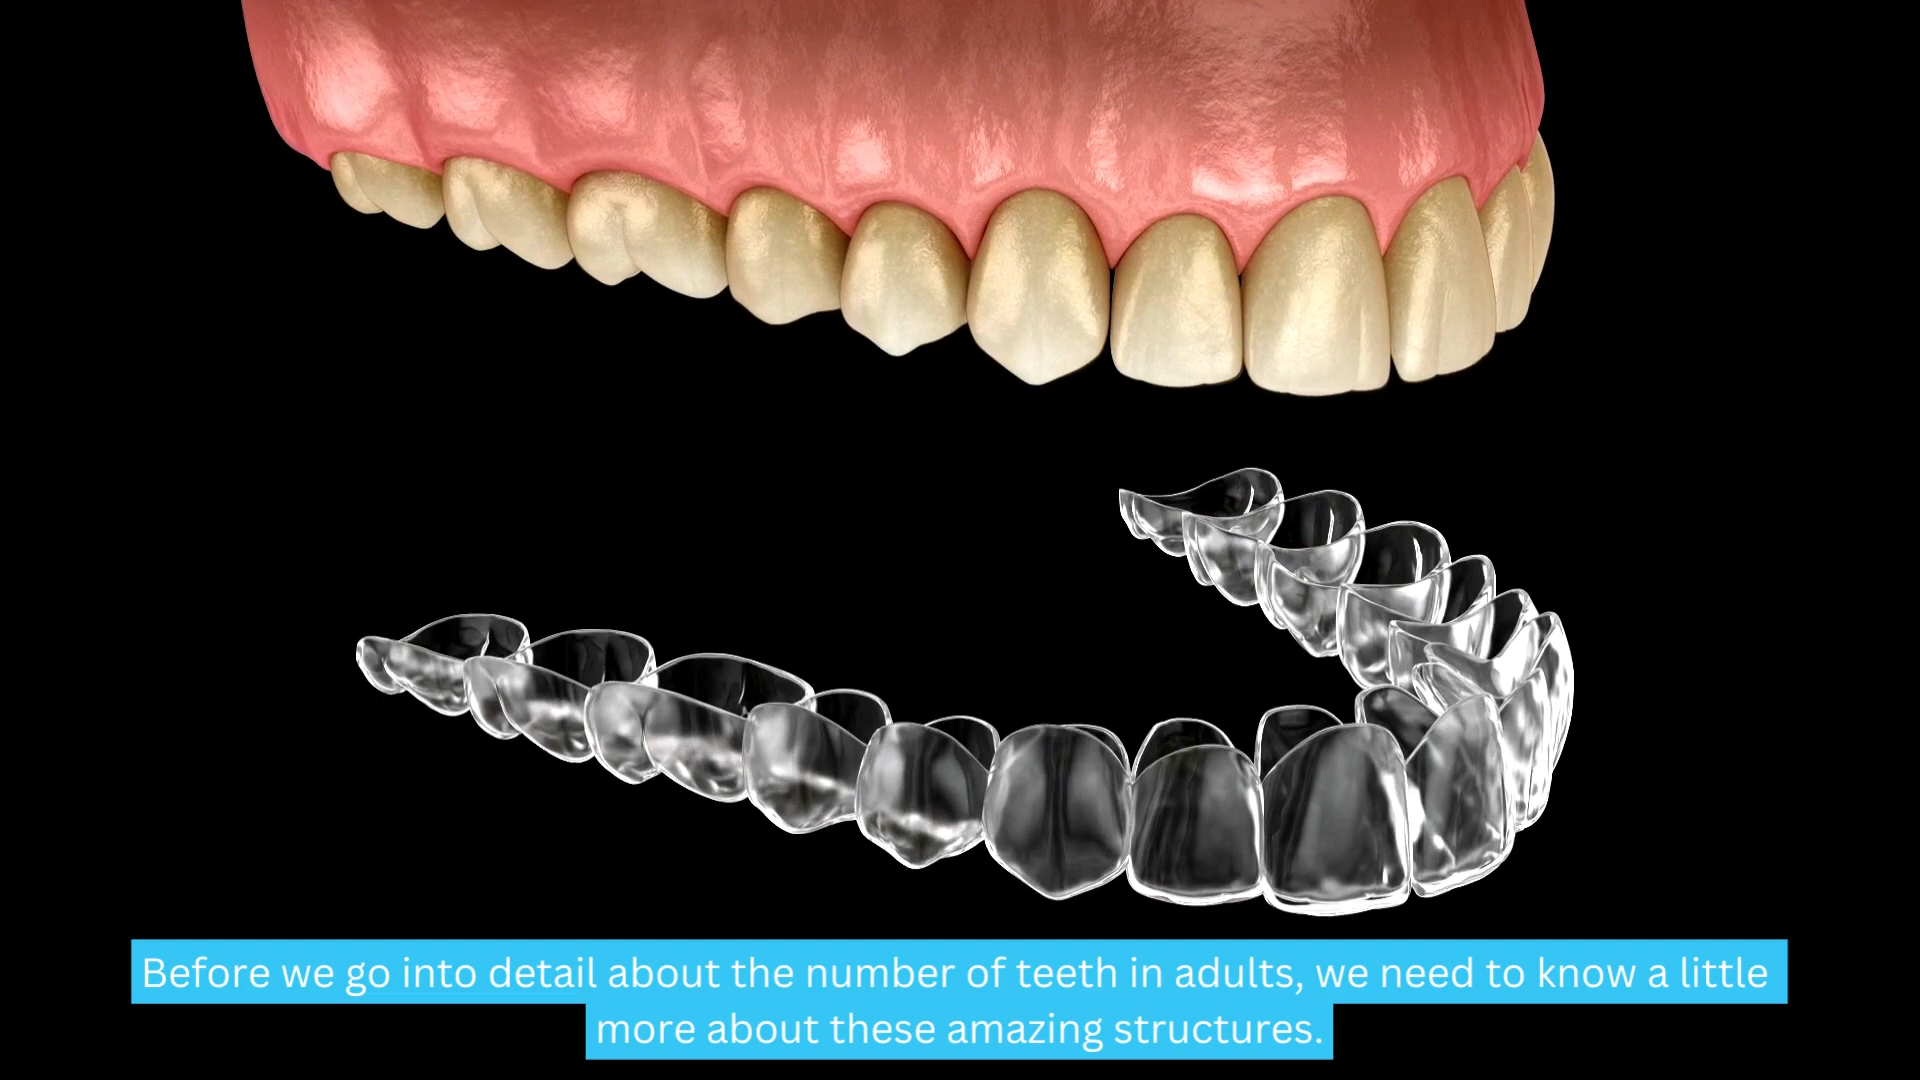 Before we go into detail about the number of teeth in adults, we need to know a little
more about these amazing structures.